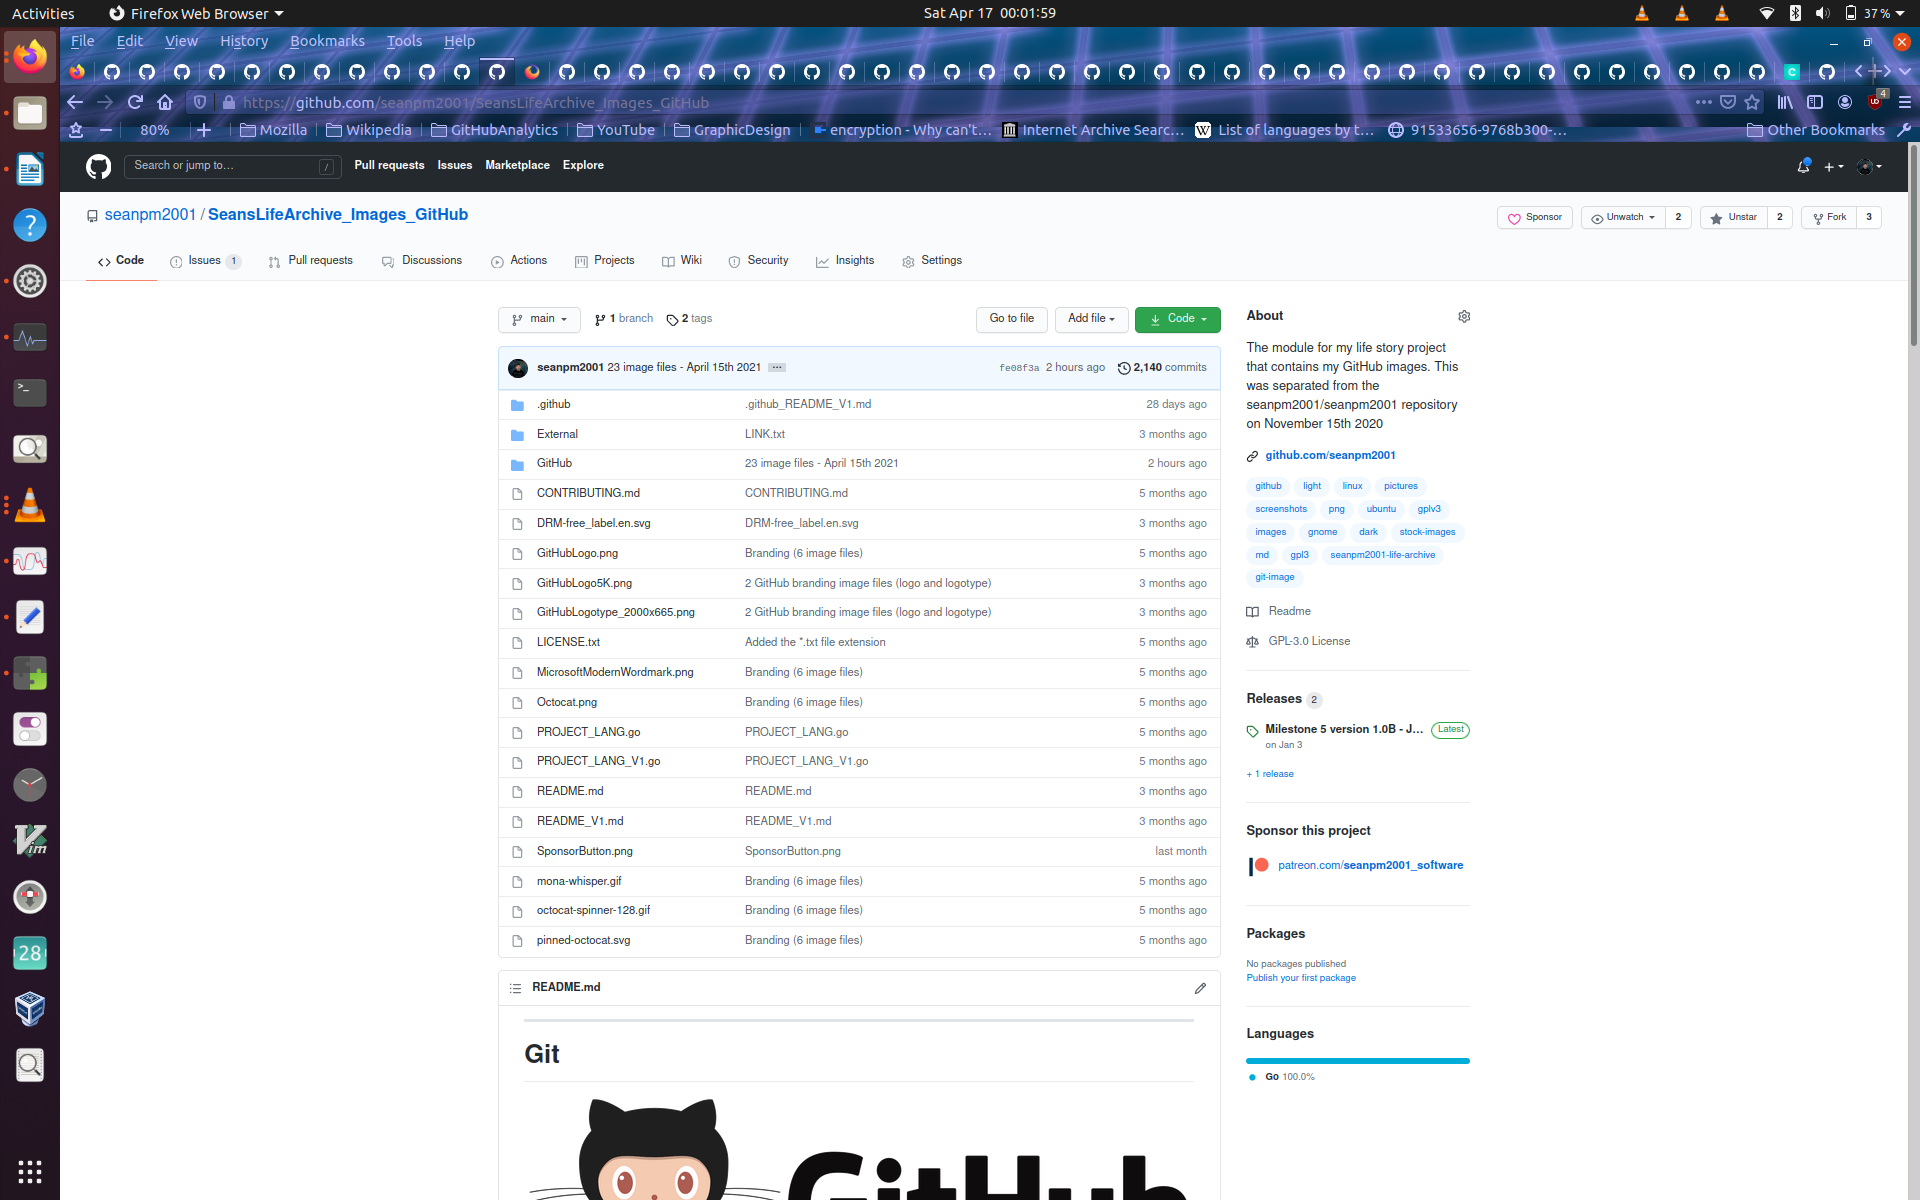 Activities Firefox Web Browser Sat Apr 17 00:01:59 37 %
File Edit View History Bookmarks Tools Help
https://github.com/seanpm2001/SeansLifeArchive_Images_GitHub 4
80% Mozilla Wikipedia GitHubAnalytics YouTube GraphicDesign encryption - Why can't… Internet Archive Searc… List of languages by t… 91533656-9768b300-… Other Bookmarks
Search or jump to… / Pull requests Issues Marketplace Explore
seanpm2001 / SeansLifeArchive_Images_GitHub Sponsor Unwatch 2 Unstar 2 Fork 3
Code Issues 1 Pull requests Discussions Actions Projects Wiki Security Insights Settings
main 1 branch 2 tags Go to file Add file Code
seanpm2001 23 image files - April 15th 2021 … fe08f3a 2 hours ago 2,140 commits
.github .github_README_V1.md 28 days ago
External LINK.txt 3 months ago
GitHub 23 image files - April 15th 2021 2 hours ago
CONTRIBUTING.md CONTRIBUTING.md 5 months ago
DRM-free_label.en.svg DRM-free_label.en.svg 3 months ago
GitHubLogo.png Branding (6 image files) 5 months ago
GitHubLogo5K.png 2 GitHub branding image files (logo and logotype) 3 months ago
GitHubLogotype_2000x665.png 2 GitHub branding image files (logo and logotype) 3 months ago
LICENSE.txt Added the *.txt file extension 5 months ago
MicrosoftModernWordmark.png Branding (6 image files) 5 months ago
Octocat.png Branding (6 image files) 5 months ago
PROJECT_LANG.go PROJECT_LANG.go 5 months ago
PROJECT_LANG_V1.go PROJECT_LANG_V1.go 5 months ago
README.md README.md 3 months ago
README_V1.md README_V1.md 3 months ago
SponsorButton.png SponsorButton.png last month
mona-whisper.gif Branding (6 image files) 5 months ago
octocat-spinner-128.gif Branding (6 image files) 5 months ago
pinned-octocat.svg Branding (6 image files) 5 months ago
README.md
Git
GitHub
About
The module for my life story project
that contains my GitHub images. This
was separated from the
seanpm2001/seanpm2001 repository
on November 15th 2020
github.com/seanpm2001
github light linux pictures
screenshots png ubuntu gplv3
images gnome dark stock-images
md gpl3 seanpm2001-life-archive
git-image
Readme
GPL-3.0 License
Releases 2
Milestone 5 version 1.0B - J… Latest
on Jan 3
+ 1 release
Sponsor this project
patreon.com/seanpm2001_software
Packages
No packages published
Publish your first package
Languages
Go 100.0%
28